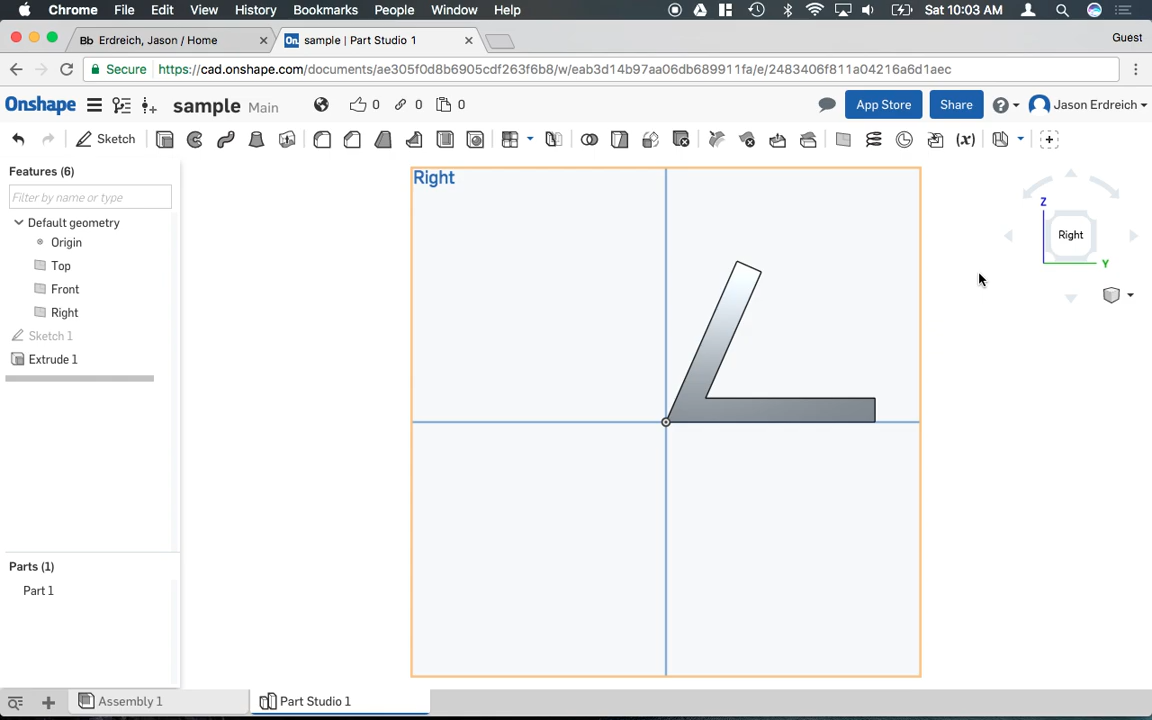 Chrome File Edit View History Bookmarks People Window Help Sat 10:03 AM
Bb Erdreich, Jason / Home On sample | Part Studio 1 Guest
Secure https://cad.onshape.com/documents/ae305f0d8b6905cdf263f6b8/w/eab3d14b97aa06db689911fa/e/2483406f811a04216a6d1aec
Onshape sample Main 0 0 0 App Store Share Jason Erdreich
Sketch (x)
Features (6)
Filter by name or type
Default geometry
Origin
Top
Front
Right
Sketch 1
Extrude 1
Right
Z
Right
Y
Parts (1)
Part 1
Assembly 1 Part Studio 1